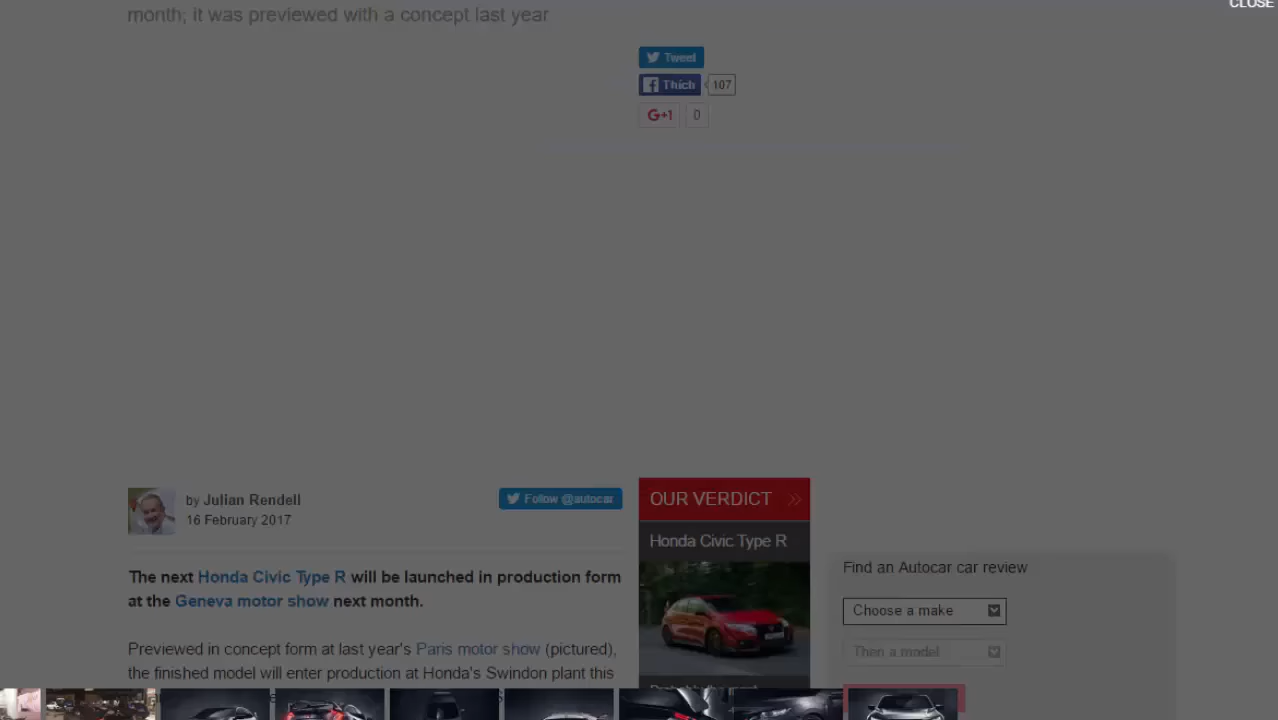 month; it was previewed with a concept last year
CLOSE
Tweet
Thích 107
G+1 0
by Julian Rendell
16 February 2017
Follow @autocar
The next Honda Civic Type R will be launched in production form
at the Geneva motor show next month.
Previewed in concept form at last year's Paris motor show (pictured),
the finished model will enter production at Honda's Swindon plant this
OUR VERDICT
Honda Civic Type R
Find an Autocar car review
Choose a make
Then a model